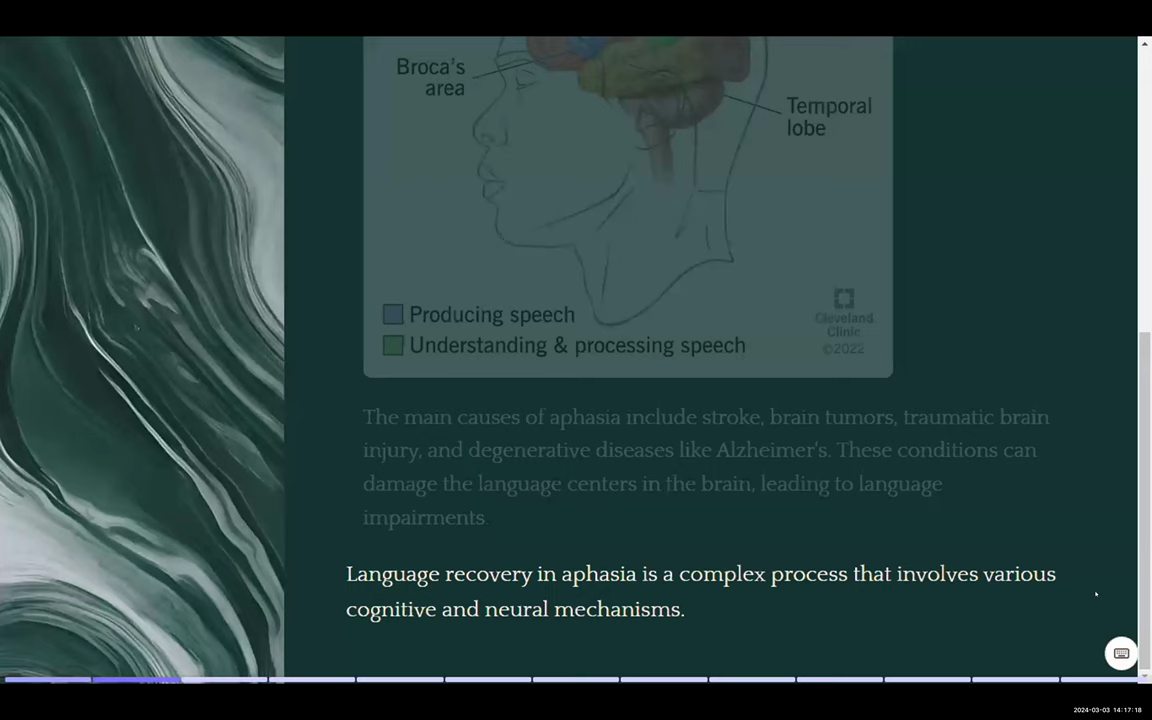 Broca's
area
Temporal
lobe
Producing speech
Understanding & processing speech
Cleveland
Clinic
©2022
The main causes of aphasia include stroke, brain tumors, traumatic brain
injury, and degenerative diseases like Alzheimer's. These conditions can
damage the language centers in the brain, leading to language
impairments.
Language recovery in aphasia is a complex process that involves various
cognitive and neural mechanisms.
2024-03-03 14:17:18